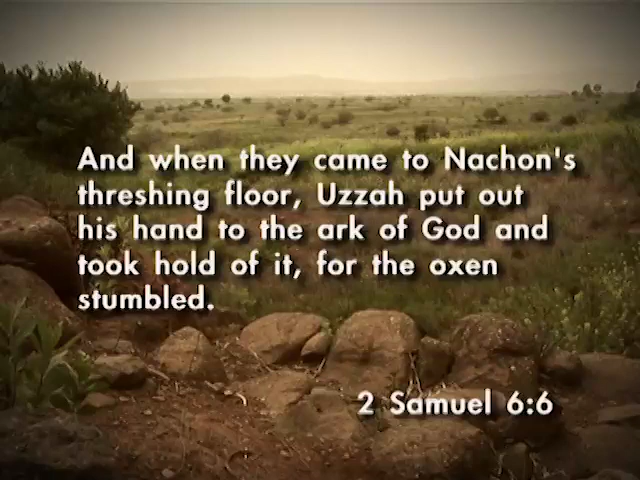 And when they came to Nachon's
threshing floor, Uzzah put out
his hand to the ark of God and
took hold of it, for the oxen
stumbled.
2 Samuel 6:6